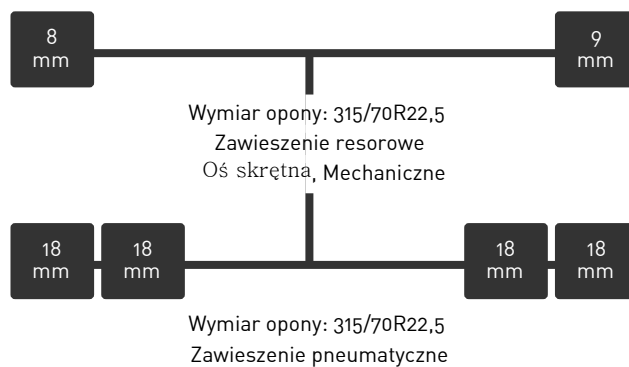 8 mm
9 mm
Wymiar opony: 315/70R22,5
Zawieszenie resorowe
Oś skrętna, Mechaniczne
18 mm
18 mm
18 mm
18 mm
Wymiar opony: 315/70R22,5
Zawieszenie pneumatyczne